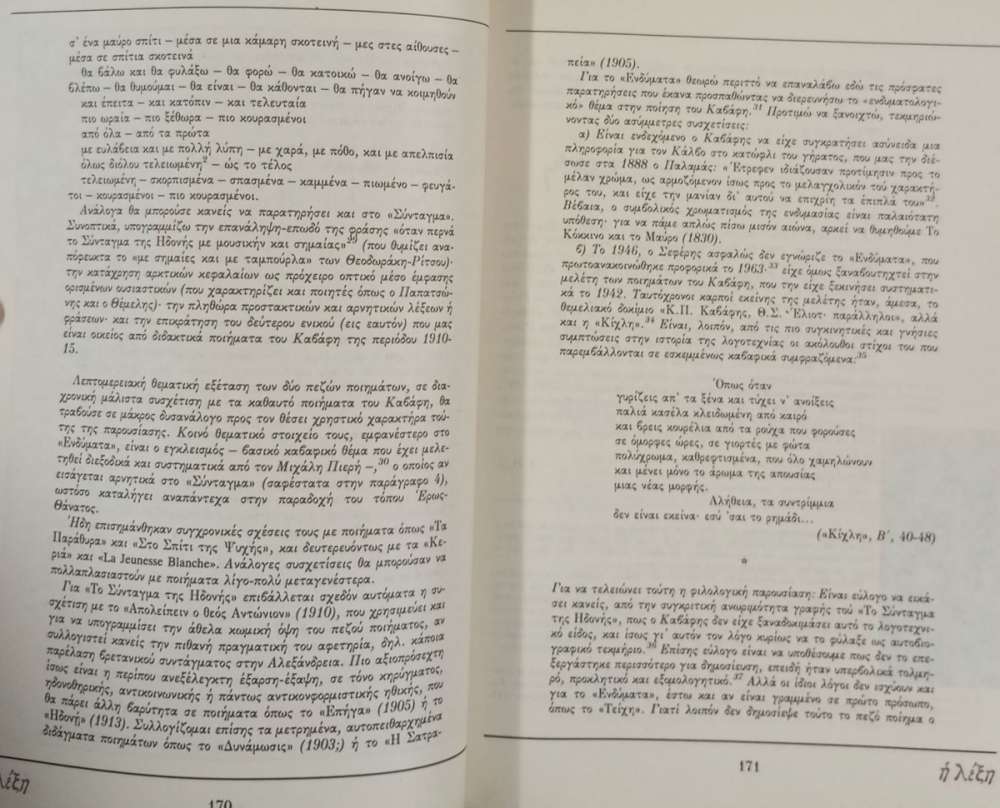 σ' ένα μαύρο σπίτι – μέσα σε μια κάμαρη σκοτεινή – μες στες αίθουσες –
μέσα σε σπίτια σκοτεινά
θα βάλω και θα φυλάξω – θα φορώ – θα κατοικώ – θα ανοίγω – θα
βλέπω – θα θυμούμαι – θα είναι – θα κάθονται – θα πήγαν να κοιμηθούν
και έπειτα – και κατόπιν – και τελευταία
πιο ωραία – πιο ξέθωρα – πιο κουρασμένοι
από όλα – από τα πρώτα
με ευλάβεια και με πολλή λύπη – με χαρά, με πόθο, και με απελπισία
όλως διόλου τελειωμένη² – ώς το τέλος
τελειωμένη – σκορπισμένα – σπασμένα – καμμένα – πιωμένο – φευγά-
τοι – κουρασμένοι – πιο κουρασμένοι.
Ανάλογα θα μπορούσε κανείς να παρατηρήσει και στο «Σύνταγμα».
Συνοπτικά, υπογραμμίζω την επανάληψη-επωδό της φράσης «όταν περνά
το Σύνταγμα της Ηδονής με μουσικήν και σημαίας»²⁹ (που θυμίζει ανα-
πόφευκτα το «με σημαίες και με ταμπούρλα» των Θεοδωράκη-Ρίτσου)·
την κατάχρηση αρκτικών κεφαλαίων ως πρόχειρο οπτικό μέσο έμφασης
ορισμένων ουσιαστικών (που χαρακτηρίζει και ποιητές όπως ο Παπατσώ-
νης και ο Θέμελης)· την πληθώρα προστακτικών και αρνητικών λέξεων ή
φράσεων· και την επικράτηση του δεύτερου ενικού (εις εαυτόν) που μας
είναι οικείος από διδακτικά ποιήματα του Καβάφη της περιόδου 1910-
15.
Λεπτομερειακή θεματική εξέταση των δύο πεζών ποιημάτων, σε δια-
χρονική μάλιστα συσχέτιση με τα καθαυτό ποιήματα του Καβάφη, θα
τραβούσε σε μάκρος δυσανάλογο προς τον θέσει χρηστικό χαρακτήρα τού-
της της παρουσίασης. Κοινό θεματικό στοιχείο τους, εμφανέστερο στο
«Ενδύματα», είναι ο εγκλεισμός – βασικό καβαφικό θέμα που έχει μελε-
τηθεί διεξοδικά και συστηματικά από τον Μιχάλη Πιερή –,³⁰ ο οποίος αν
εισάγεται αρνητικά στο «Σύνταγμα» (σαφέστατα στην παράγραφο 4),
ωστόσο καταλήγει αναπάντεχα στην παραδοχή του τόπου Έρως-
Θάνατος.
Ήδη επισημάνθηκαν συγχρονικές σχέσεις τους με ποιήματα όπως «Τα
Παράθυρα» και «Στο Σπίτι της Ψυχής», και δευτερευόντως με τα «Κε-
ριά» και «La Jeunesse Blanche». Ανάλογες συσχετίσεις θα μπορούσαν να
πολλαπλασιαστούν με ποιήματα λίγο-πολύ μεταγενέστερα.
Για «Το Σύνταγμα της Ηδονής» επιβάλλεται σχεδόν αυτόματα η συ-
σχέτιση με το «Απολείπειν ο θεός Αντώνιον» (1910), που χρησιμεύει και
για να υπογραμμίσει την άθελα κωμική όψη του πεζού ποιήματος, αν
συλλογιστεί κανείς την πιθανή πραγματική του αφετηρία, δηλ. κάποια
παρέλαση βρετανικού συντάγματος στην Αλεξάνδρεια. Πιο αξιοπρόσεχτη
ίσως είναι η περίπου ανεξέλεγκτη έξαρση-έξαψη, σε τόνο κηρύγματος,
ηδονοθηρικής, αντικοινωνικής ή πάντως αντικονφορμιστικής ηθικής, που
θα πάρει άλλη βαρύτητα σε ποιήματα όπως το «Επήγα» (1905) ή το
«Ηδονή» (1913). Συλλογίζομαι επίσης τα μετρημένα, αυτοπειθαρχημένα
διδάγματα ποιημάτων όπως το «Δυνάμωσις» (1903;) ή το «Η Σατρα-
λέξη
170
πεία» (1905).
Για το «Ενδύματα» θεωρώ περιττό να επαναλάβω εδώ τις πρόσφατες
παρατηρήσεις που έκανα προσπαθώντας να διερευνήσω το «ενδυματολογι-
κό» θέμα στην ποίηση του Καβάφη.³¹ Προτιμώ να ξανοιχτώ, τεκμηριώ-
νοντας δύο ασύμμετρες συσχετίσεις:
α) Είναι ενδεχόμενο ο Καβάφης να είχε συγκρατήσει ασύνειδα μια
πληροφορία για τον Κάλβο στο κατώφλι του γήρατος, που μας την διέ-
σωσε στα 1888 ο Παλαμάς: «Έτρεφεν ιδιάζουσαν προτίμησιν προς το
μέλαν χρώμα, ως αρμοζόμενον ίσως προς το μελαγχολικόν τού χαρακτή-
ρος του, και είχε την μανίαν δι' αυτού να επιχρίη τα έπιπλά του»³².
Βέβαια, ο συμβολικός χρωματισμός της ενδυμασίας είναι παλαιότατη
υπόθεση· για να πάμε απλώς πίσω μισόν αιώνα, αρκεί να θυμηθούμε Το
Κόκκινο και το Μαύρο (1830).
6) Το 1946, ο Σεφέρης ασφαλώς δεν εγνώριζε το «Ενδύματα», που
πρωτοανακοινώθηκε προφορικά το 1963·³³ είχε όμως ξαναβουτηχτεί στην
μελέτη των ποιημάτων του Καβάφη, που την είχε ξεκινήσει συστηματι-
κά το 1942. Ταυτόχρονοι καρποί εκείνης της μελέτης ήταν, άμεσα, το
θεμελιακό δοκίμιο «Κ.Π. Καβάφης, Θ.Σ. Έλιοτ· παράλληλοι», αλλά
και η «Κίχλη».³⁴ Είναι, λοιπόν, από τις πιο συγκινητικές και γνήσιες
συμπτώσεις στην ιστορία της λογοτεχνίας οι ακόλουθοι στίχοι του που
παρεμβάλλονται σε εσκεμμένως καβαφικά συμφραζόμενα:³⁵
Όπως όταν
γυρίζεις απ' τα ξένα και τύχει ν' ανοίξεις
παλιά κασέλα κλειδωμένη από καιρό
και βρεις κουρέλια από τα ρούχα που φορούσες
σε όμορφες ώρες, σε γιορτές με φώτα
πολύχρωμα, καθρεφτισμένα, που όλο χαμηλώνουν
και μένει μόνο το άρωμα της απουσίας
μιας νέας μορφής.
Αλήθεια, τα συντρίμμια
δεν είναι εκείνα· εσύ 'σαι το ρημάδι...
(«Κίχλη», Β', 40-48)
*
Για να τελειώνει τούτη η φιλολογική παρουσίαση: Είναι εύλογο να εικά-
σει κανείς, από την συγκριτική ανωριμότητα γραφής τού «Το Σύνταγμα
της Ηδονής», πως ο Καβάφης δεν είχε ξαναδοκιμάσει αυτό το λογοτεχνι-
κό είδος, και ίσως γι' αυτόν τον λόγο κυρίως να το φύλαξε ως αυτοβιο-
γραφικό τεκμήριο.³⁶ Επίσης εύλογο είναι να υποθέσουμε πως δεν το επε-
ξεργάστηκε περισσότερο για δημοσίευση, επειδή ήταν υπερβολικά τολμη-
ρό, προκλητικό και εξομολογητικό.³⁷ Αλλά οι ίδιοι λόγοι δεν ισχύουν και
για το «Ενδύματα», έστω και αν είναι γραμμένο σε πρώτο πρόσωπο,
όπως το «Τείχη». Γιατί λοιπόν δεν δημοσίεψε τούτο το πεζό ποίημα ο
171
ἡ λέξη